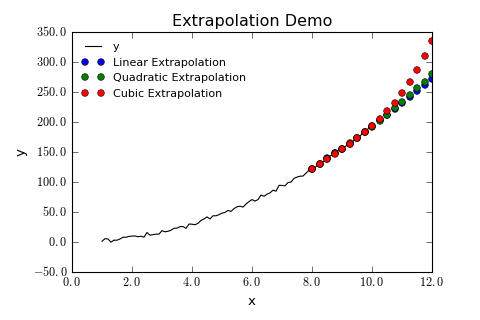 Extrapolation Demo
350.0
300.0
250.0
200.0
150.0
100.0
50.0
0.0
−50.0
y
y
Linear Extrapolation
Quadratic Extrapolation
Cubic Extrapolation
0.0 2.0 4.0 6.0 8.0 10.0 12.0
x